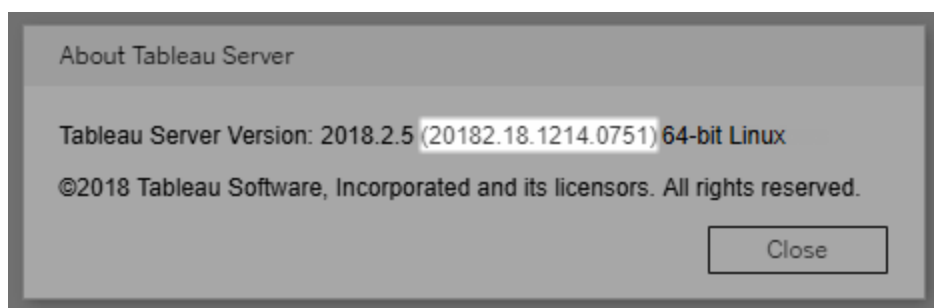 About Tableau Server
Tableau Server Version: 2018.2.5 (20182.18.1214.0751) 64-bit Linux
©2018 Tableau Software, Incorporated and its licensors. All rights reserved.
Close